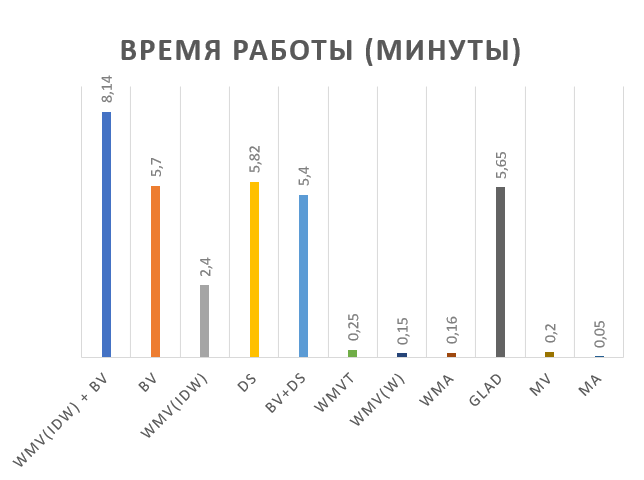 ВРЕМЯ РАБОТЫ (МИНУТЫ)
8,14
5,7
2,4
5,82
5,4
0,25
0,15
0,16
5,65
0,2
0,05
WMV(IDW) + BV
BV
WMV(IDW)
DS
BV+DS
WMVT
WMV(W)
WMA
GLAD
MV
MA